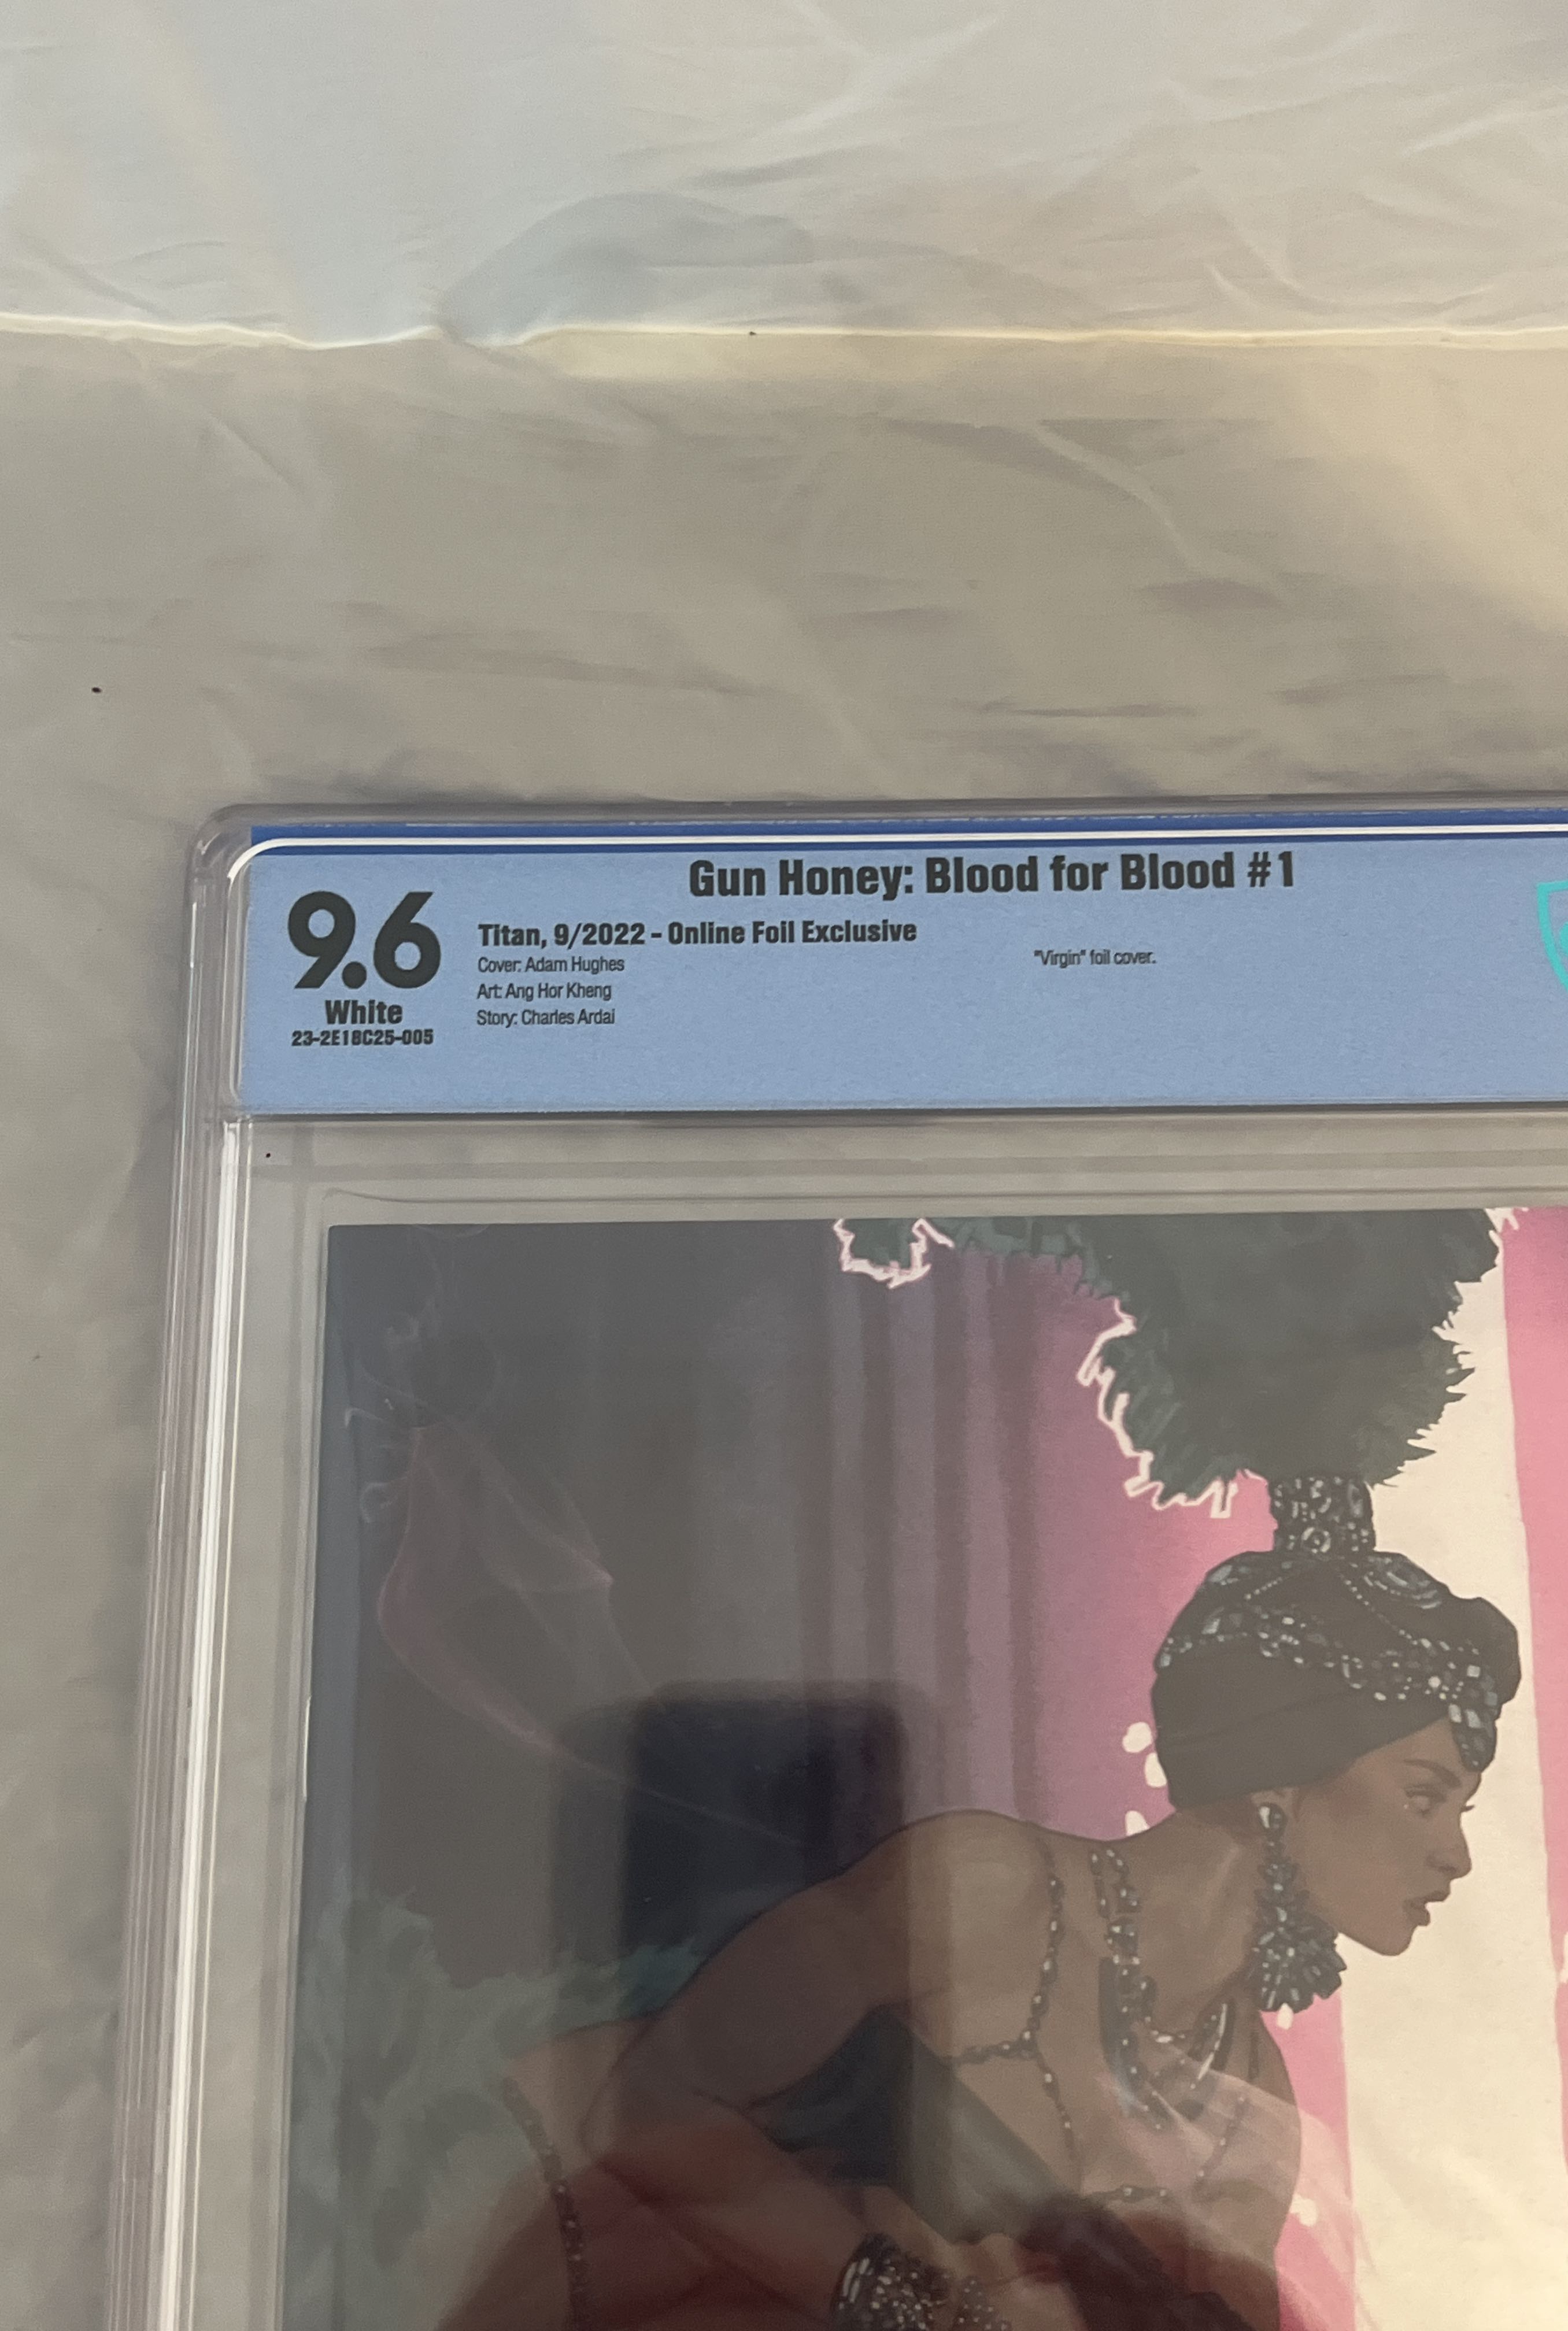 Gun Honey: Blood for Blood #1
9.6
White
23-2E18C25-005
Titan, 9/2022 - Online Foil Exclusive
Cover: Adam Hughes
Art: Ang Hor Kheng
Story: Charles Ardai
"Virgin" foil cover.